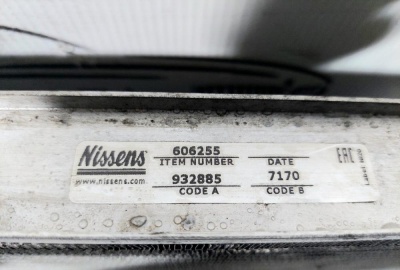 Nissens®
www.nissens.com
606255
ITEM NUMBER
932885
CODE A
DATE
7170
CODE B
EAC